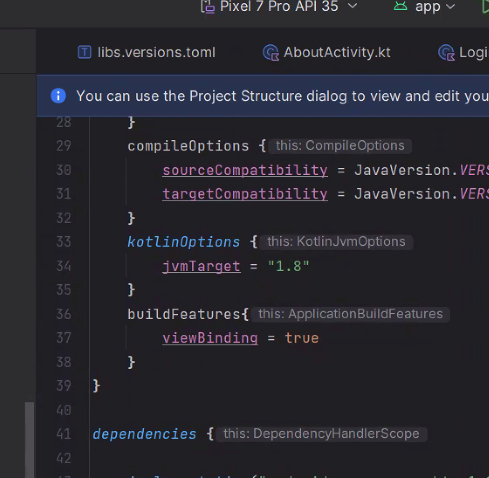 Pixel 7 Pro API 35 app
libs.versions.toml AboutActivity.kt Logi
You can use the Project Structure dialog to view and edit you
28 }
29 compileOptions { this: CompileOptions
30 sourceCompatibility = JavaVersion.VERS
31 targetCompatibility = JavaVersion.VERS
32 }
33 kotlinOptions { this: KotlinJvmOptions
34 jvmTarget = "1.8"
35 }
36 buildFeatures{ this: ApplicationBuildFeatures
37 viewBinding = true
38 }
39 }
40
41 dependencies { this: DependencyHandlerScope
42